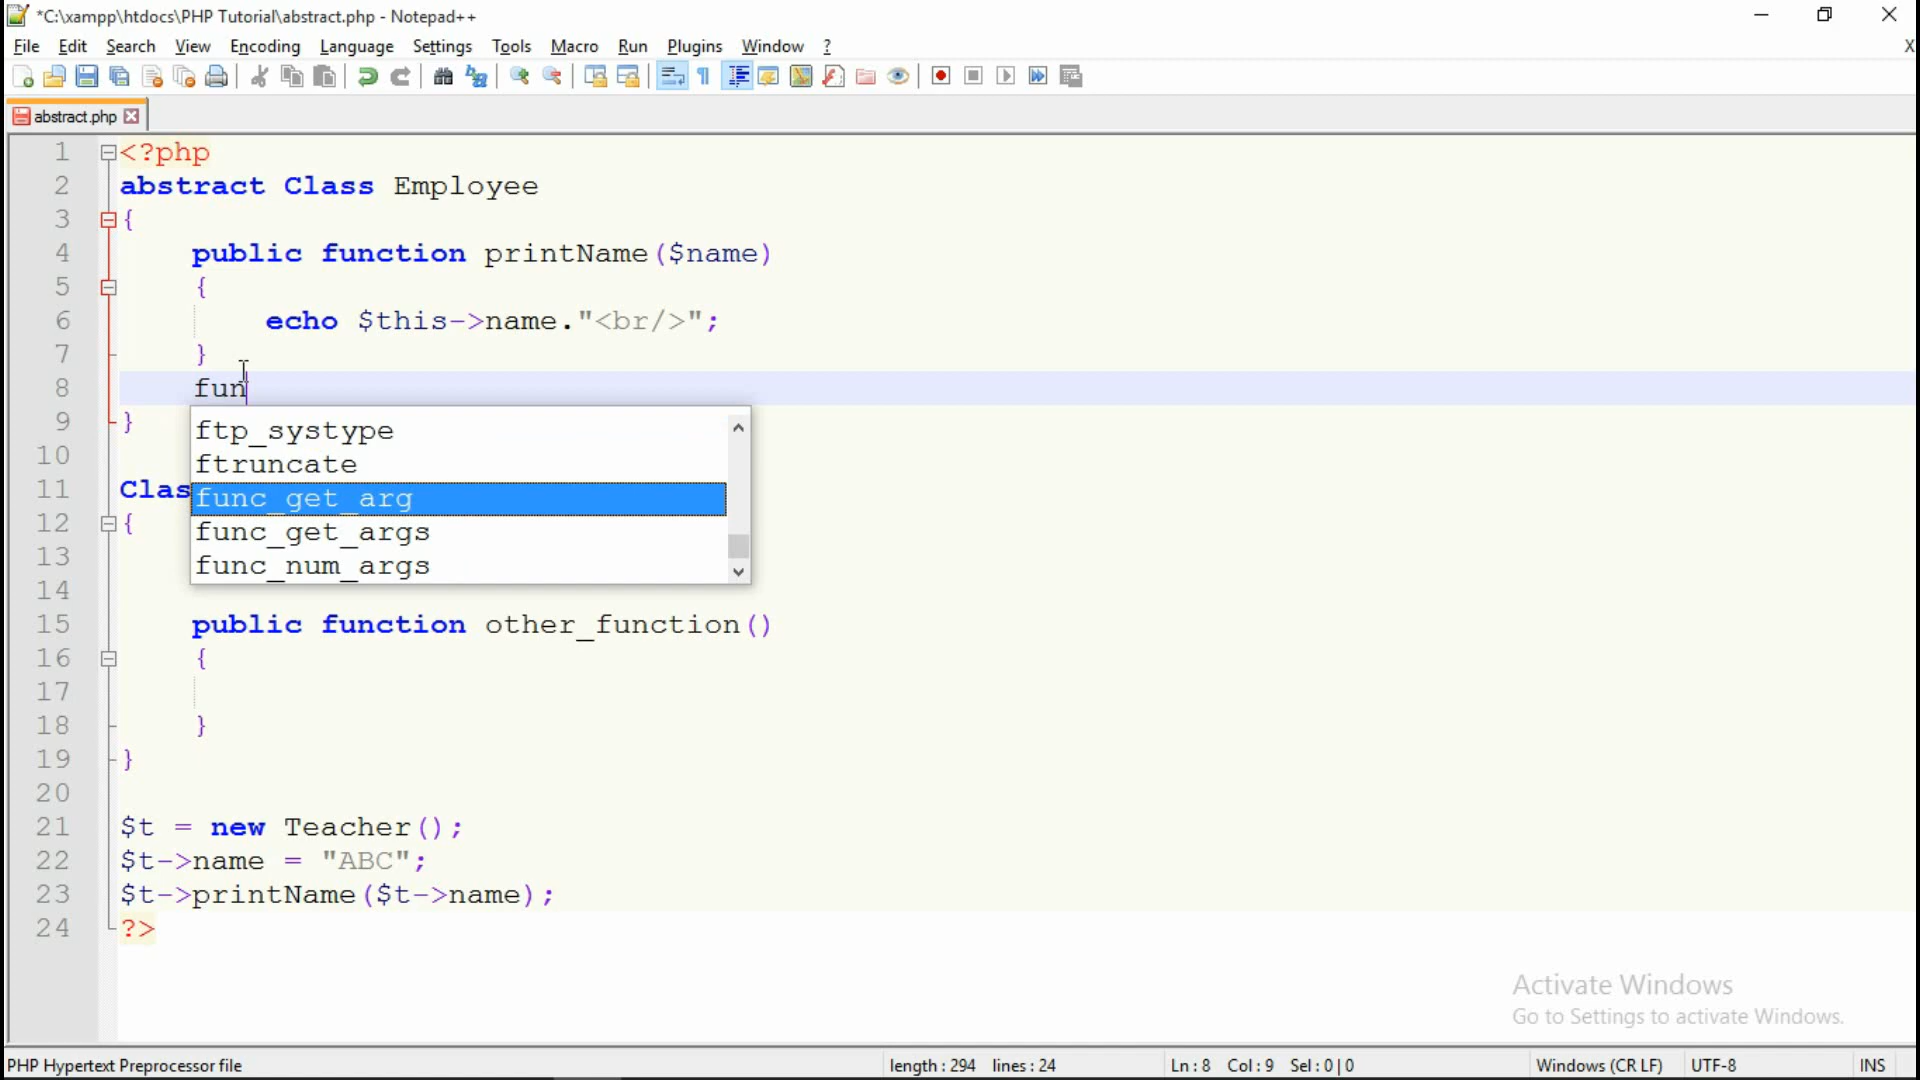 *C:\xampp\htdocs\PHP Tutorial\abstract.php - Notepad++
File Edit Search View Encoding Language Settings Tools Macro Run Plugins Window ? X
abstract.php
1 <?php
2 abstract Class Employee
3 {
4 public function printName($name)
5 {
6 echo $this->name."<br/>";
7 }
8 fun
9 }
ftp_systype
10
ftruncate
11 Clas
func_get_arg
12 {
func_get_args
13
func_num_args
14
15 public function other_function()
16 {
17
18 }
19 }
20
21 $t = new Teacher();
22 $t->name = "ABC";
23 $t->printName($t->name);
24 ?>
Activate Windows
Go to Settings to activate Windows.
PHP Hypertext Preprocessor file length : 294 lines : 24 Ln : 8 Col : 9 Sel : 0 | 0 Windows (CR LF) UTF-8 INS